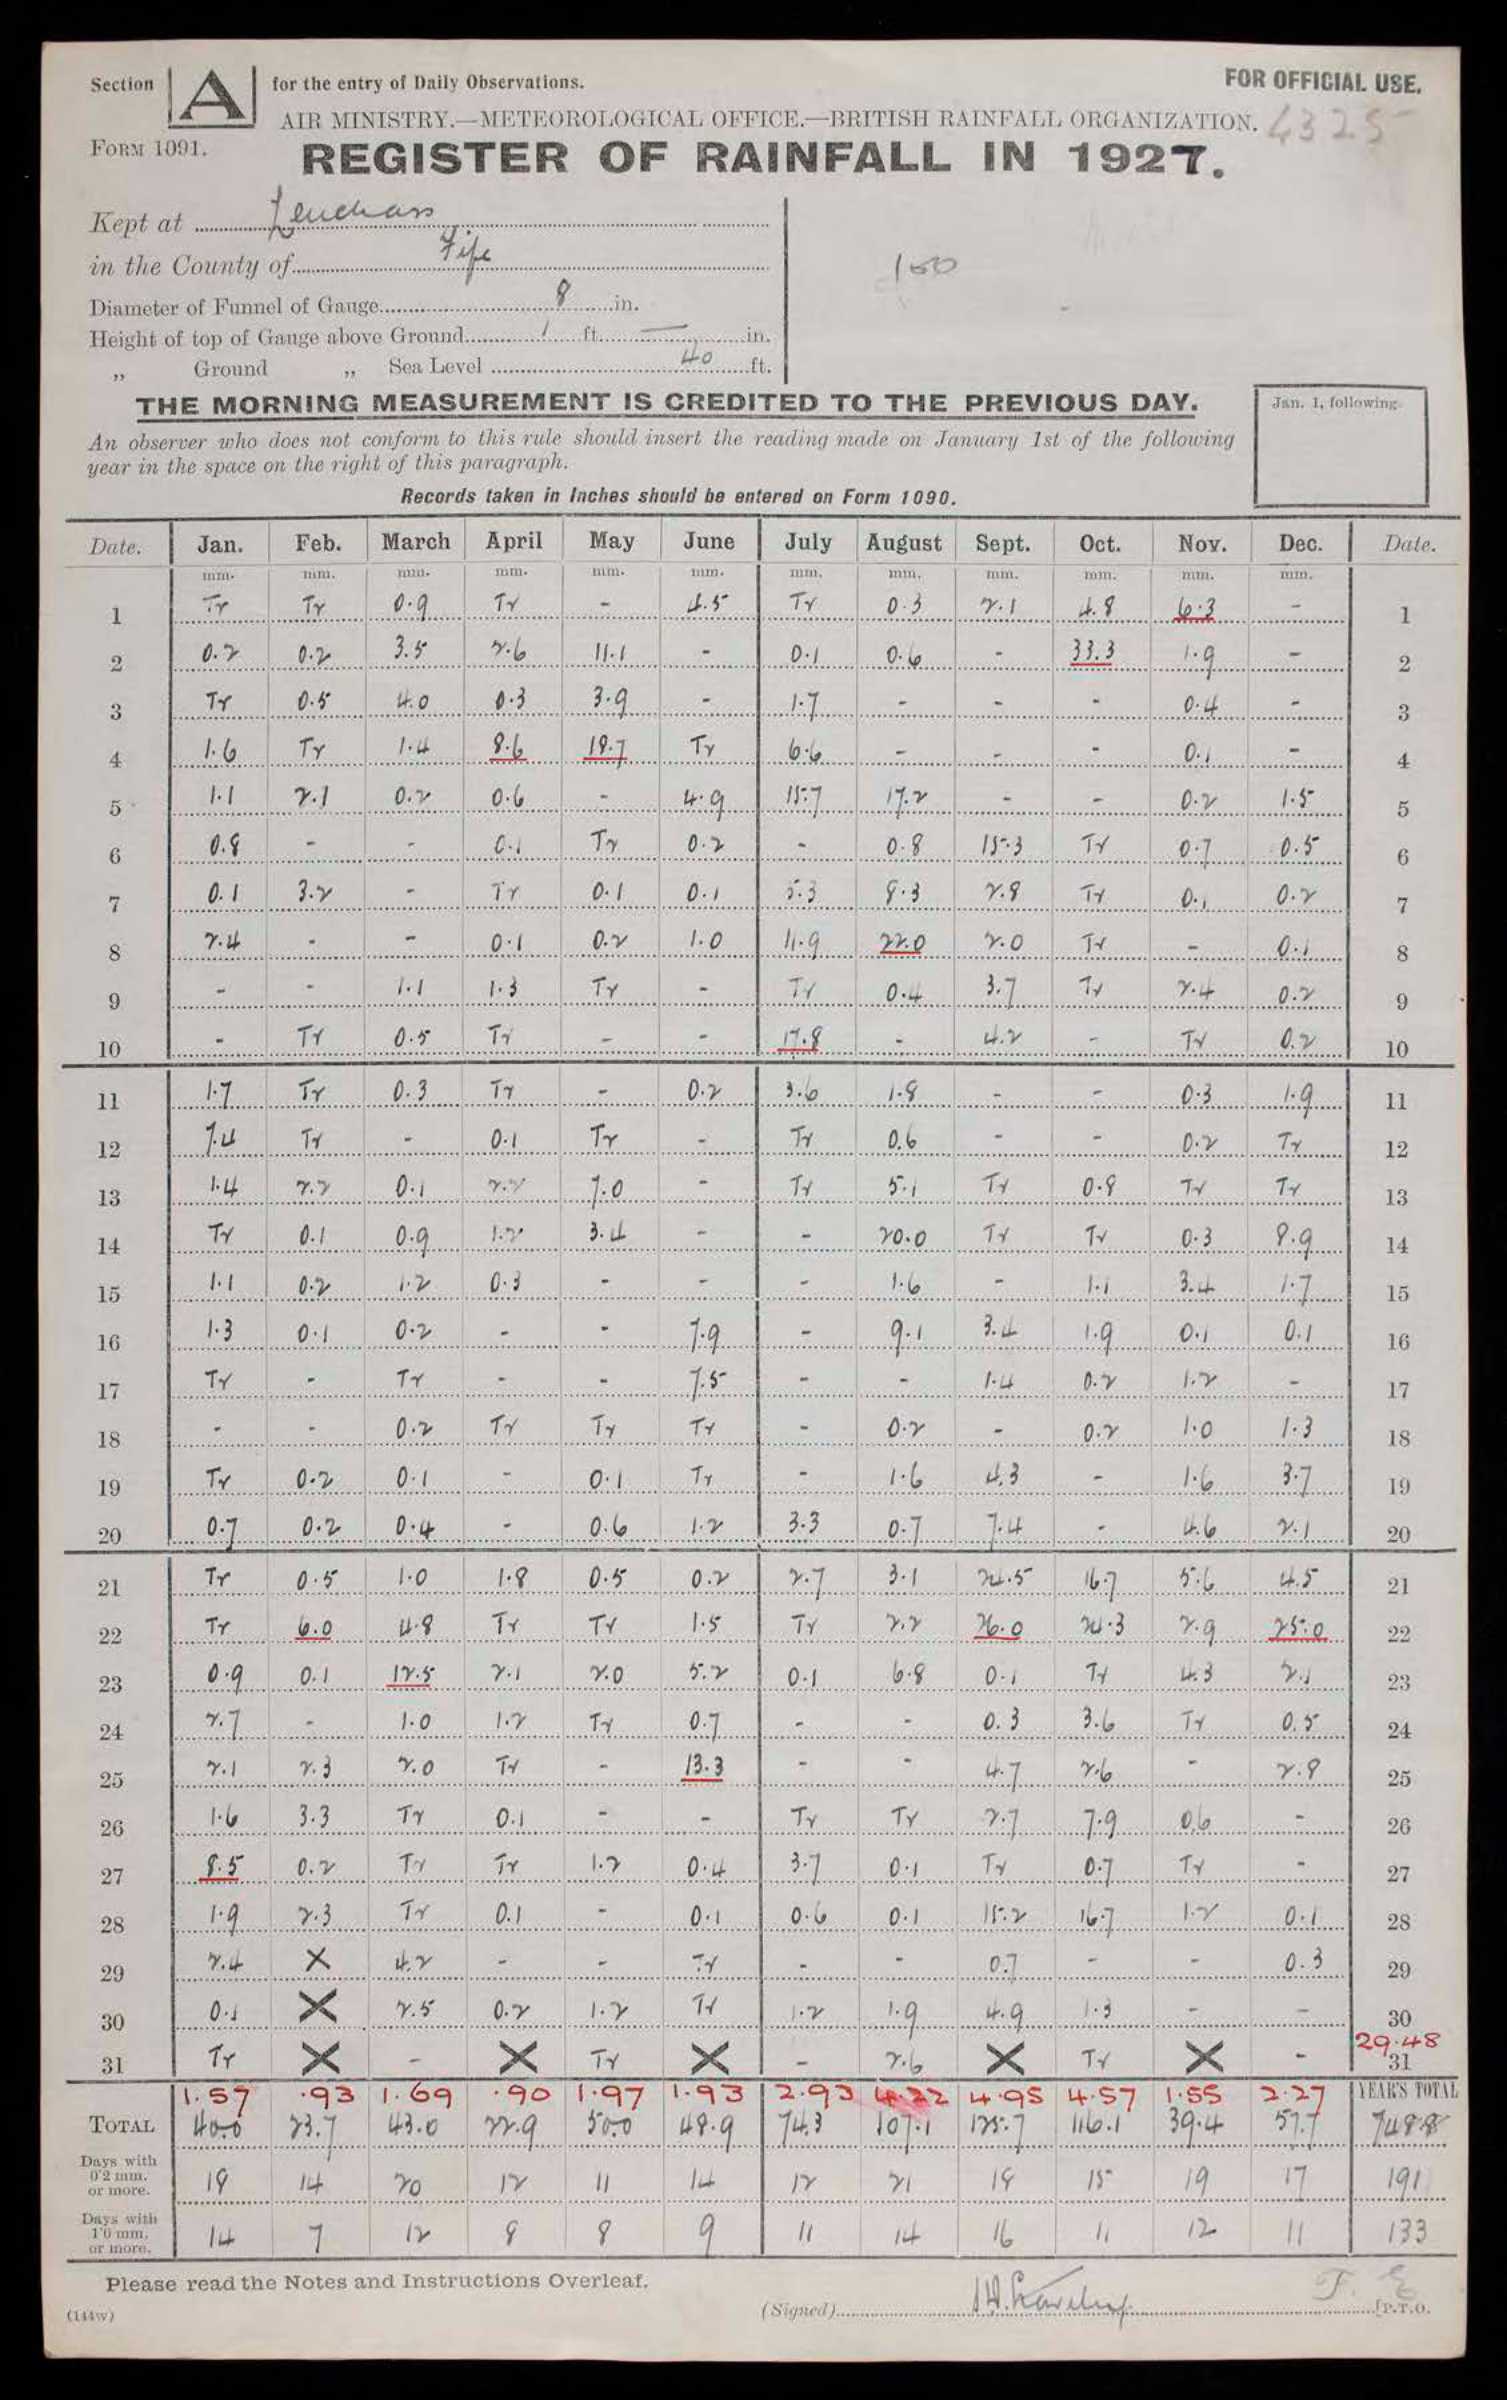 Section A for the entry of Daily Observations. FOR OFFICIAL USE.
AIR MINISTRY.—METEOROLOGICAL OFFICE.—BRITISH RAINFALL ORGANIZATION. 4325
FORM 1091. REGISTER OF RAINFALL IN 1927.
Kept at Leuchars
in the County of Fife
150
Diameter of Funnel of Gauge 8 in.
Height of top of Gauge above Ground 1 ft. — in.
„ Ground „ Sea Level 40 ft.
THE MORNING MEASUREMENT IS CREDITED TO THE PREVIOUS DAY. Jan. 1, following.
An observer who does not conform to this rule should insert the reading made on January 1st of the following
year in the space on the right of this paragraph.
Records taken in Inches should be entered on Form 1090.
Date. Jan. Feb. March April May June July August Sept. Oct. Nov. Dec. Date.
mm. mm. mm. mm. mm. mm. mm. mm. mm. mm. mm. mm.
1 Tr Tr 0.9 Tr - 4.5 Tr 0.3 2.1 4.8 6.3 - 1
2 0.2 0.2 3.5 2.6 11.1 - 0.1 0.6 - 33.3 1.9 - 2
3 Tr 0.5 4.0 0.3 3.9 - 1.7 - - - 0.4 - 3
4 1.6 Tr 1.4 8.6 18.7 Tr 6.6 - - - 0.1 - 4
5 1.1 2.1 0.2 0.6 - 4.9 15.7 17.2 - - 0.2 1.5 5
6 0.8 - - 0.1 Tr 0.2 - 0.8 15.3 Tr 0.7 0.5 6
7 0.1 3.2 - Tr 0.1 0.1 5.3 8.3 2.8 Tr 0.1 0.2 7
8 2.4 - - 0.1 0.2 1.0 11.9 22.0 2.0 Tr - 0.1 8
9 - - 1.1 1.3 Tr - Tr 0.4 3.7 Tr 2.4 0.2 9
10 - Tr 0.5 Tr - - 17.8 - 4.2 - Tr 0.2 10
11 1.7 Tr 0.3 Tr - 0.2 3.6 1.8 - - 0.3 1.9 11
12 7.4 Tr - 0.1 Tr - Tr 0.6 - - 0.2 Tr 12
13 1.4 2.2 0.1 2.2 7.0 - Tr 5.1 Tr 0.8 Tr Tr 13
14 Tr 0.1 0.9 1.2 3.4 - - 20.0 Tr Tr 0.3 8.9 14
15 1.1 0.2 1.2 0.3 - - - 1.6 - 1.1 3.4 1.7 15
16 1.3 0.1 0.2 - - 7.9 - 9.1 3.4 1.9 0.1 0.1 16
17 Tr - Tr - - 7.5 - - 1.4 0.2 1.2 - 17
18 - - 0.2 Tr Tr Tr - 0.2 - 0.2 1.0 1.3 18
19 Tr 0.2 0.1 - 0.1 Tr - 1.6 4.3 - 1.6 3.7 19
20 0.7 0.2 0.4 - 0.6 1.2 3.3 0.7 7.4 - 4.6 2.1 20
21 Tr 0.5 1.0 1.8 0.5 0.2 2.7 3.1 24.5 16.7 5.6 4.5 21
22 Tr 6.0 4.8 Tr Tr 1.5 Tr 2.2 26.0 24.3 2.9 25.0 22
23 0.9 0.1 12.5 2.1 2.0 5.2 0.1 6.8 0.1 Tr 4.3 2.1 23
24 2.7 - 1.0 1.2 Tr 0.7 - - 0.3 3.6 Tr 0.5 24
25 2.1 2.3 2.0 Tr - 13.3 - - 4.7 2.6 - 2.8 25
26 1.6 3.3 Tr 0.1 - - Tr Tr 2.7 7.9 0.6 - 26
27 8.5 0.2 Tr Tr 1.2 0.4 3.7 0.1 Tr 0.7 Tr - 27
28 1.9 2.3 Tr 0.1 - 0.1 0.6 0.1 15.2 16.7 1.2 0.1 28
29 2.4 X 4.2 - - Tr - - 0.7 - - 0.3 29
30 0.1 X 2.5 0.2 1.2 Tr 1.2 1.9 4.9 1.3 - - 30
31 Tr X - X Tr X - 2.6 X Tr X - 31
29.48
1.57 .93 1.69 .90 1.97 1.93 2.93 4.22 4.95 4.57 1.55 2.27 YEAR'S TOTAL
TOTAL 40.0 23.7 43.0 22.9 50.0 48.9 74.3 107.1 125.7 116.1 39.4 57.7 748.8
Days with 0.2 mm. or more. 18 14 20 12 11 14 12 21 18 15 19 17 191
Days with 1.0 mm. or more. 14 7 12 8 8 9 11 14 16 11 12 11 133
Please read the Notes and Instructions Overleaf.
(144w) (Signed) [P.T.O.